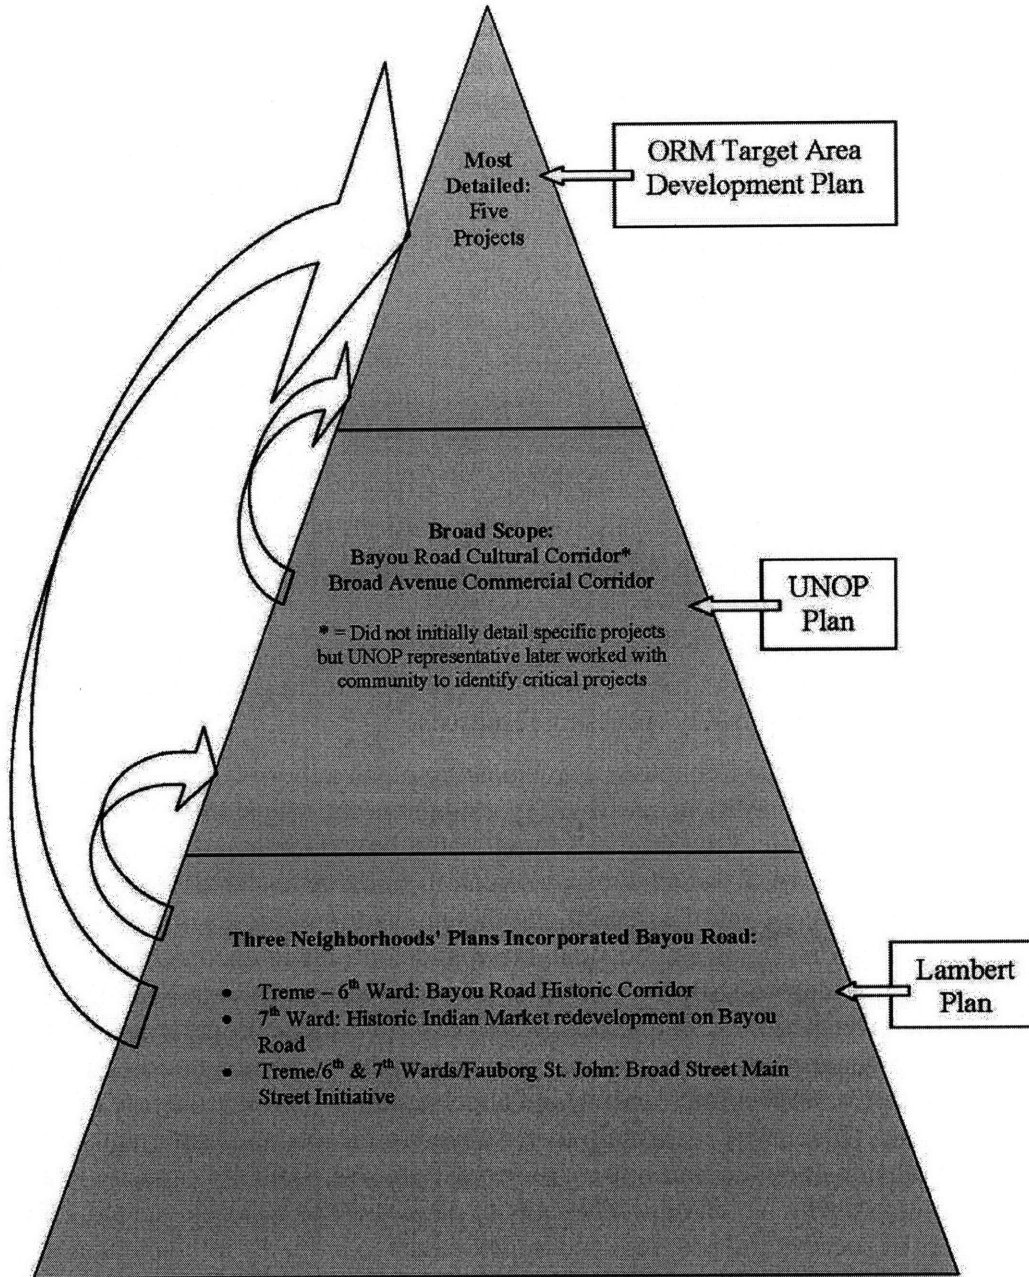 Most
Detailed:
Five
Projects
ORM Target Area
Development Plan
Broad Scope:
Bayou Road Cultural Corridor*
Broad Avenue Commercial Corridor
* = Did not initially detail specific projects
but UNOP representative later worked with
community to identify critical projects
UNOP
Plan
Three Neighborhoods' Plans Incorporated Bayou Road:
• Treme – 6th Ward: Bayou Road Historic Corridor
• 7th Ward: Historic Indian Market redevelopment on Bayou
Road
• Treme/6th & 7th Wards/Fauborg St. John: Broad Street Main
Street Initiative
Lambert
Plan